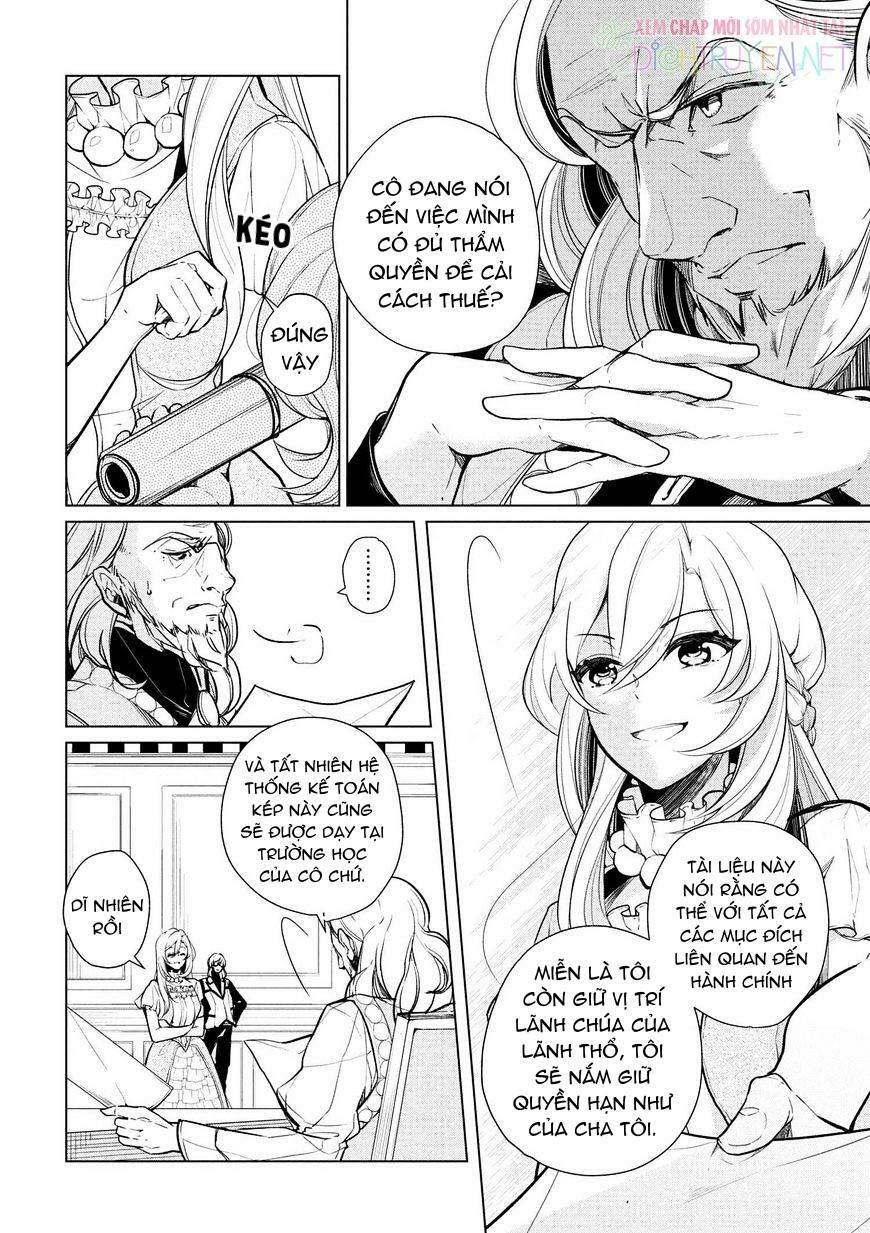 XEM CHAP MỚI SỚM NHẤT TẠI
DICHTRUYEN.NET
CÔ ĐANG NÓI
ĐẾN VIỆC MÌNH
CÓ ĐỦ THẨM
QUYỀN ĐỂ CẢI
CÁCH THUẾ?
KÉO
ĐÚNG
VẬY
TÀI LIỆU NÀY
NÓI RẰNG CÓ
THỂ VỚI TẤT CẢ
CÁC MỤC ĐÍCH
LIÊN QUAN ĐẾN
HÀNH CHÍNH
MIỄN LÀ TÔI
CÒN GIỮ VỊ TRÍ
LÃNH CHÚA CỦA
LÃNH THỔ, TÔI
SẼ NẮM GIỮ
QUYỀN HẠN NHƯ
CỦA CHA TÔI.
.......
VÀ TẤT NHIÊN HỆ
THỐNG KẾ TOÁN
KÉP NÀY CŨNG
SẼ ĐƯỢC DẠY TẠI
TRƯỜNG HỌC
CỦA CÔ CHỨ.
DĨ NHIÊN
RỒI